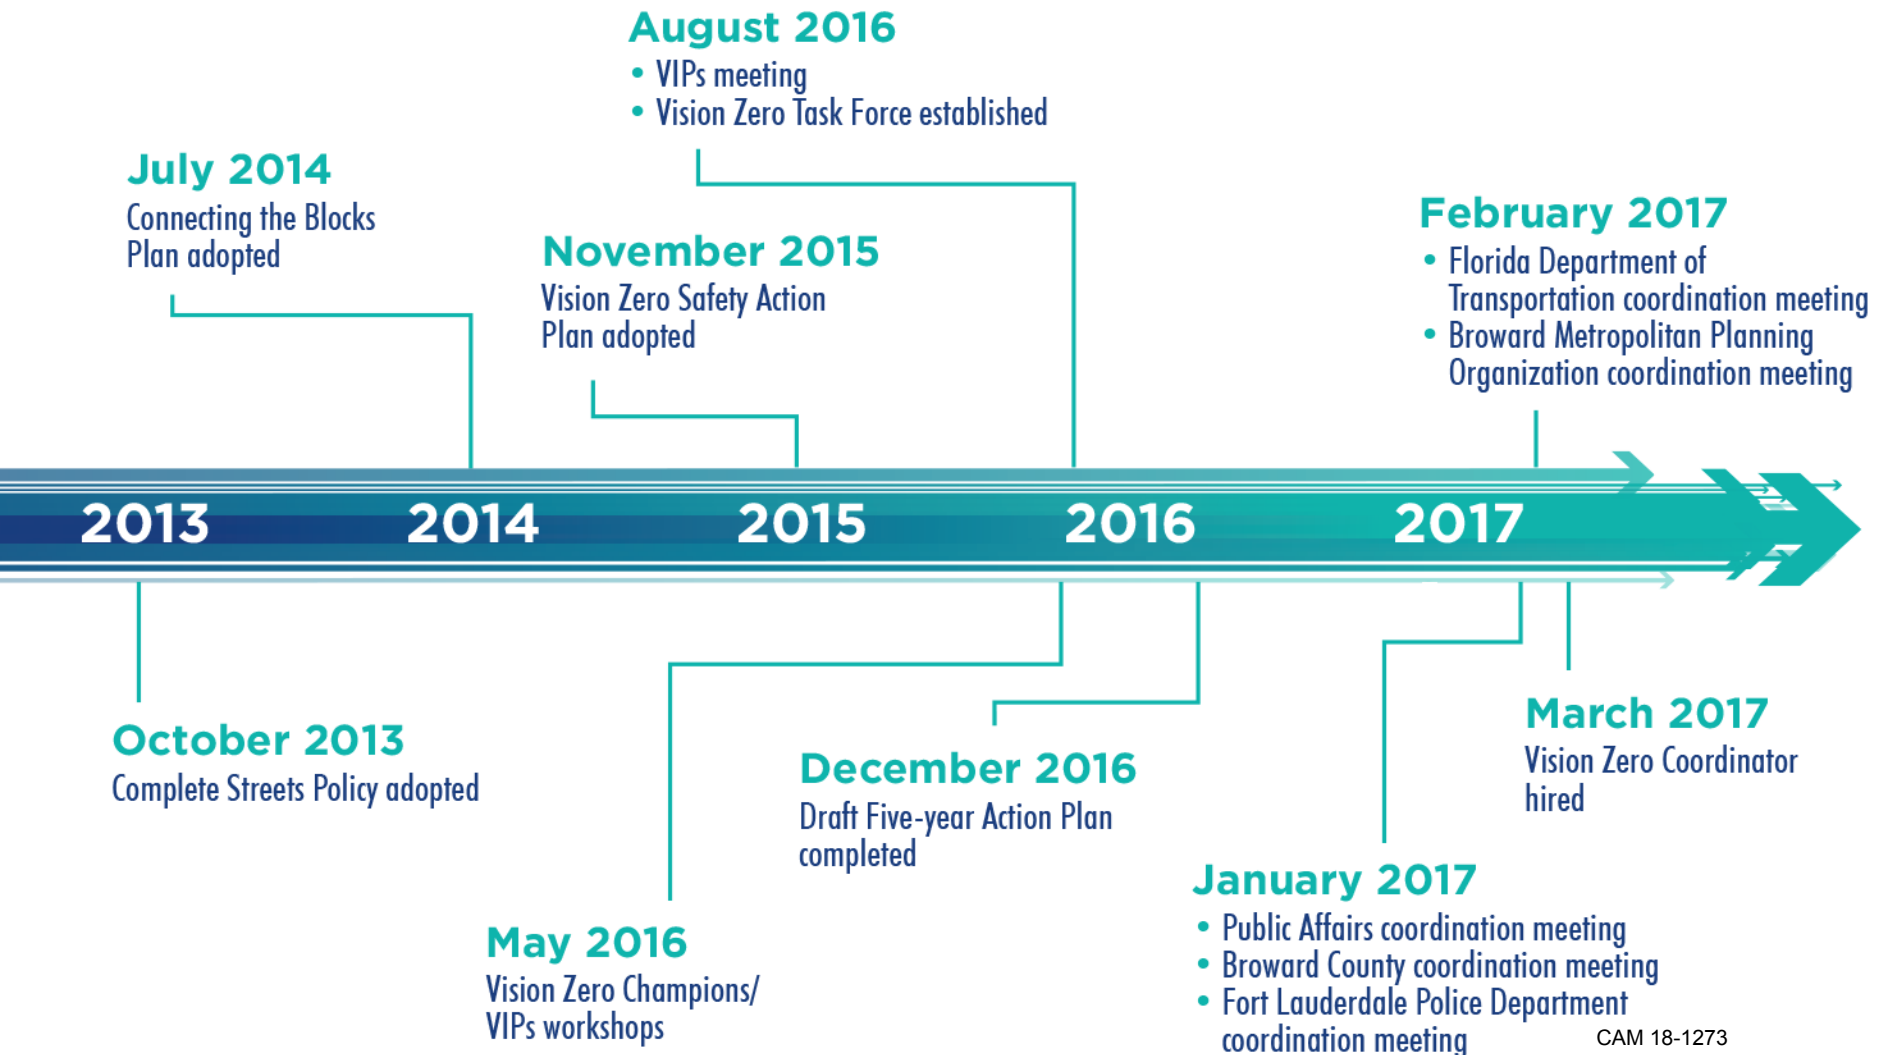 August 2016
• VIPs meeting
• Vision Zero Task Force established
July 2014
Connecting the Blocks
Plan adopted
November 2015
Vision Zero Safety Action
Plan adopted
February 2017
• Florida Department of
Transportation coordination meeting
• Broward Metropolitan Planning
Organization coordination meeting
2013
2014
2015
2016
2017
October 2013
Complete Streets Policy adopted
May 2016
Vision Zero Champions/
VIPs workshops
December 2016
Draft Five-year Action Plan
completed
January 2017
• Public Affairs coordination meeting
• Broward County coordination meeting
• Fort Lauderdale Police Department
coordination meeting
March 2017
Vision Zero Coordinator
hired
CAM 18-1273